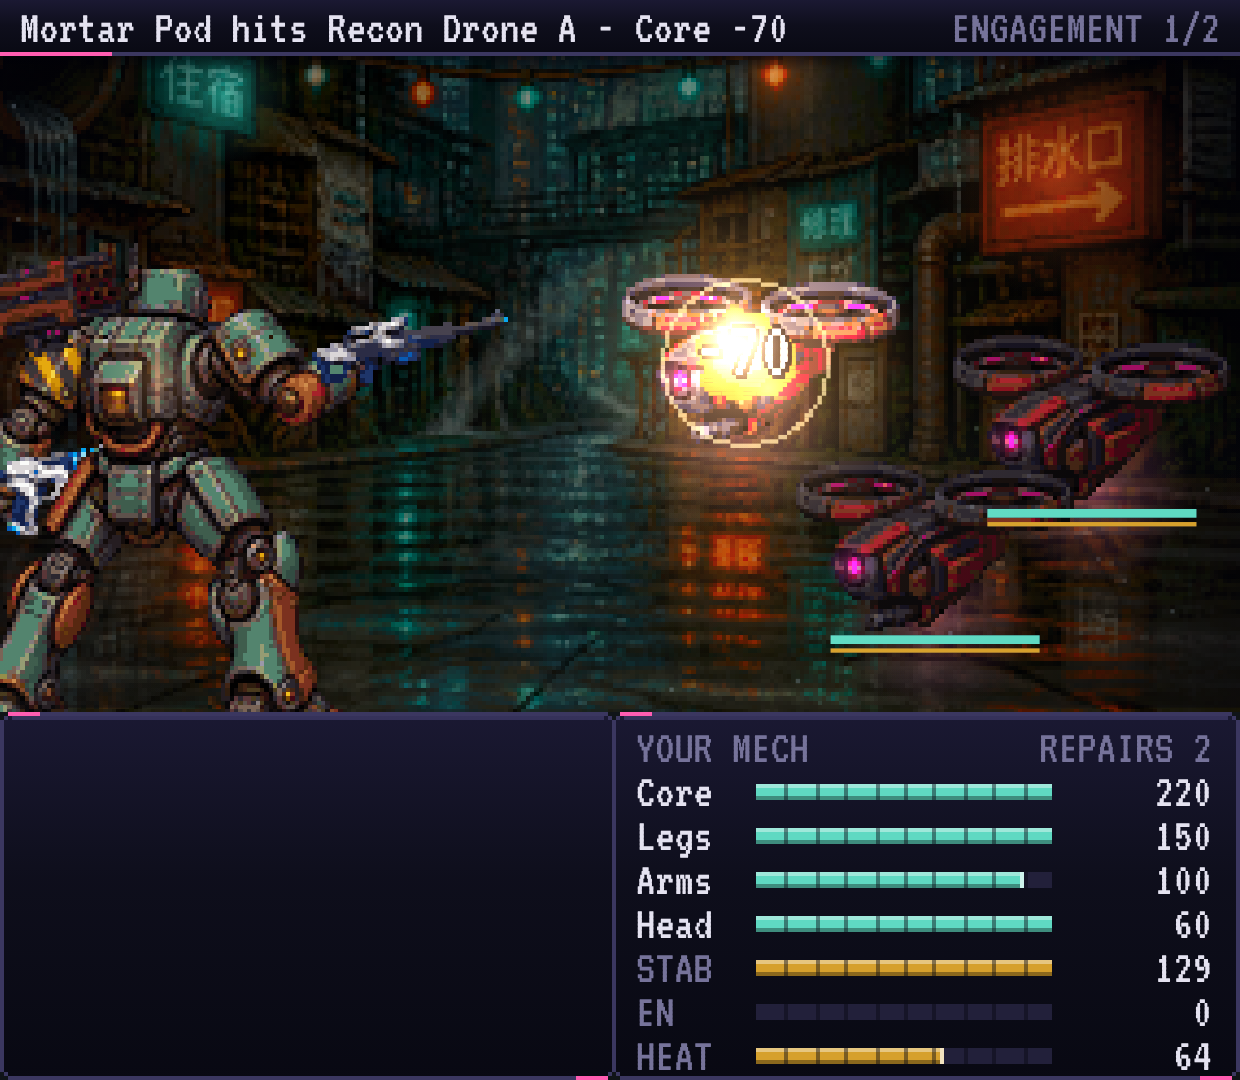 Mortar Pod hits Recon Drone A - Core -70
ENGAGEMENT 1/2
住宿
排水口
-70
YOUR MECH
REPAIRS 2
Core 220
Legs 150
Arms 100
Head 60
STAB 129
EN 0
HEAT 64